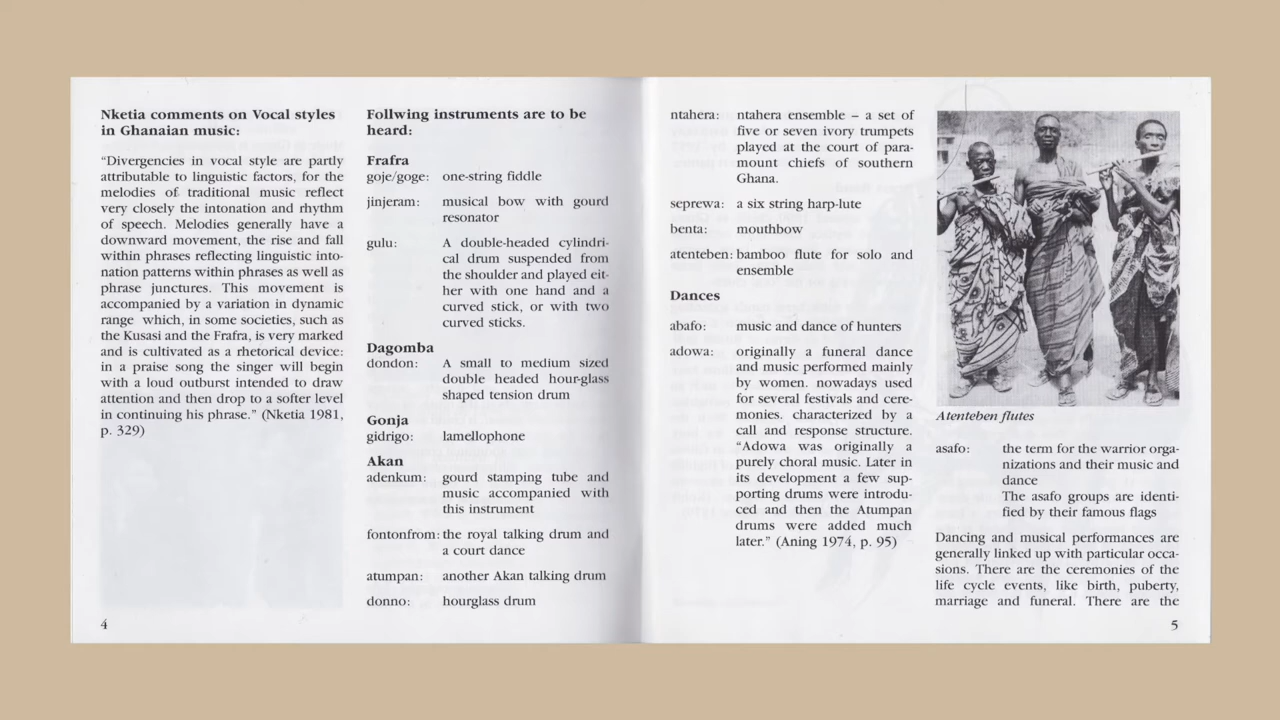 Nketia comments on Vocal styles
in Ghanaian music:
“Divergencies in vocal style are partly
attributable to linguistic factors, for the
melodies of traditional music reflect
very closely the intonation and rhythm
of speech. Melodies generally have a
downward movement, the rise and fall
within phrases reflecting linguistic into-
nation patterns within phrases as well as
phrase junctures. This movement is
accompanied by a variation in dynamic
range which, in some societies, such as
the Kusasi and the Frafra, is very marked
and is cultivated as a rhetorical device:
in a praise song the singer will begin
with a loud outburst intended to draw
attention and then drop to a softer level
in continuing his phrase.” (Nketia 1981,
p. 329)
4
Follwing instruments are to be
heard:
Frafra
goje/goge: one-string fiddle
jinjeram: musical bow with gourd
resonator
gulu: A double-headed cylindri-
cal drum suspended from
the shoulder and played eit-
her with one hand and a
curved stick, or with two
curved sticks.
Dagomba
dondon: A small to medium sized
double headed hour-glass
shaped tension drum
Gonja
gidrigo: lamellophone
Akan
adenkum: gourd stamping tube and
music accompanied with
this instrument
fontonfrom: the royal talking drum and
a court dance
atumpan: another Akan talking drum
donno: hourglass drum
ntahera: ntahera ensemble – a set of
five or seven ivory trumpets
played at the court of para-
mount chiefs of southern
Ghana.
seprewa: a six string harp-lute
benta: mouthbow
atenteben: bamboo flute for solo and
ensemble
Dances
abafo: music and dance of hunters
adowa: originally a funeral dance
and music performed mainly
by women. nowadays used
for several festivals and cere-
monies. characterized by a
call and response structure.
“Adowa was originally a
purely choral music. Later in
its development a few sup-
porting drums were introdu-
ced and then the Atumpan
drums were added much
later.” (Aning 1974, p. 95)
Atenteben flutes
asafo: the term for the warrior orga-
nizations and their music and
dance
The asafo groups are identi-
fied by their famous flags
Dancing and musical performances are
generally linked up with particular occa-
sions. There are the ceremonies of the
life cycle events, like birth, puberty,
marriage and funeral. There are the
5